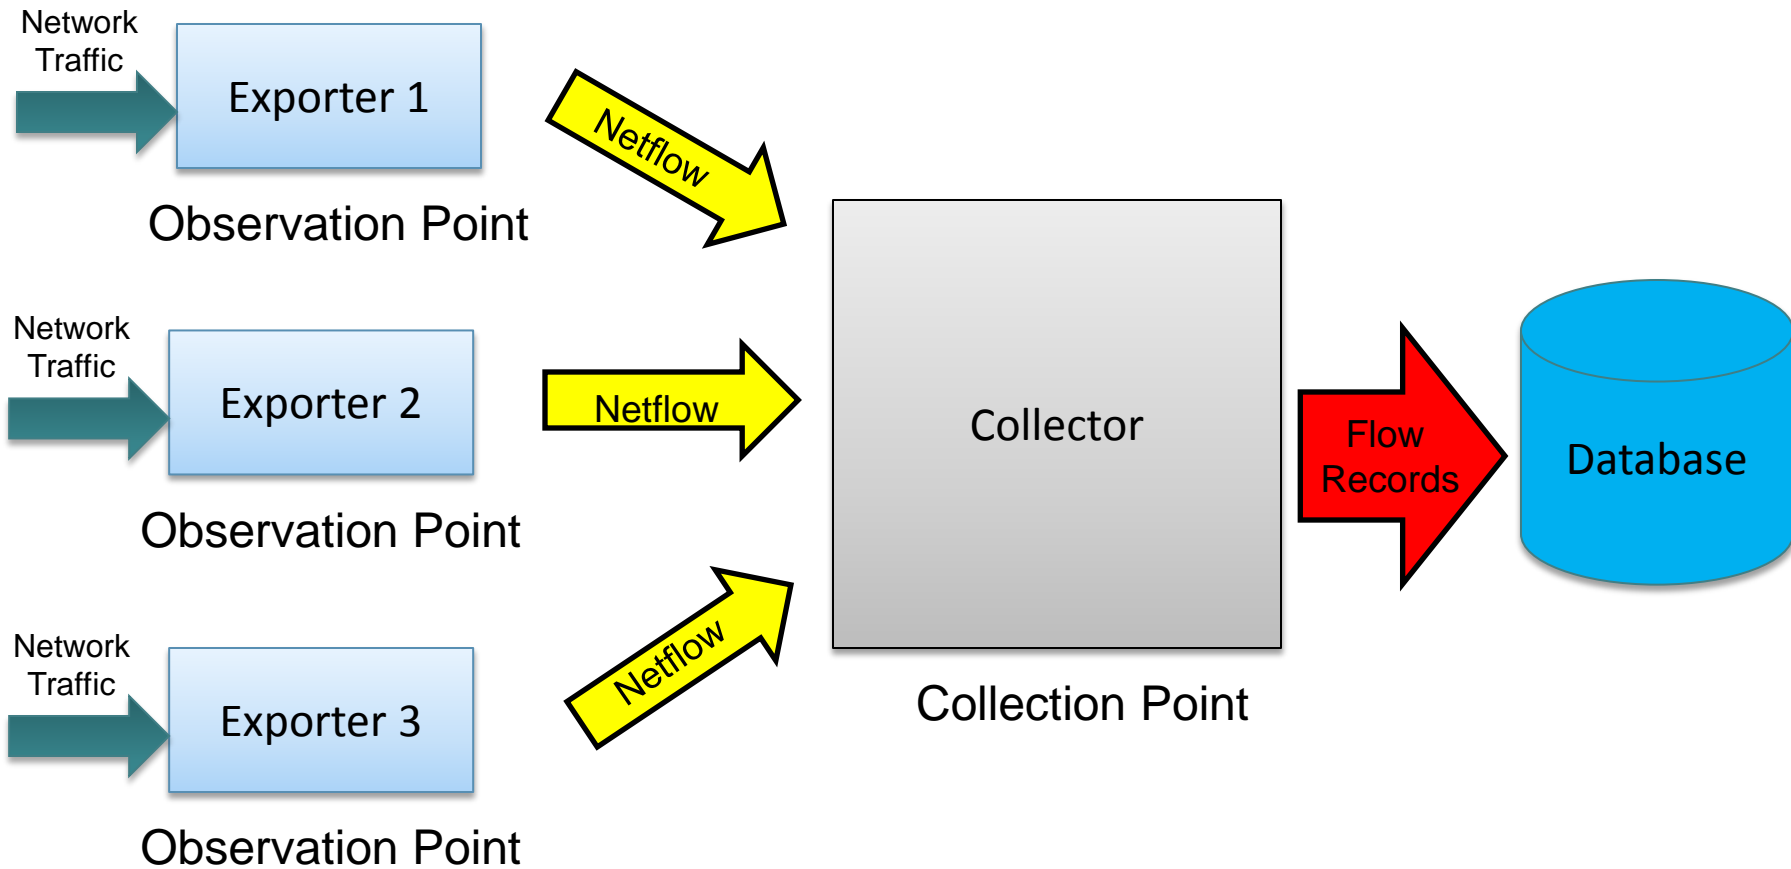 Network
Traffic
Exporter 1
Observation Point
Netflow
Network
Traffic
Exporter 2
Observation Point
Netflow
Network
Traffic
Exporter 3
Observation Point
Netflow
Collector
Collection Point
Flow
Records
Database